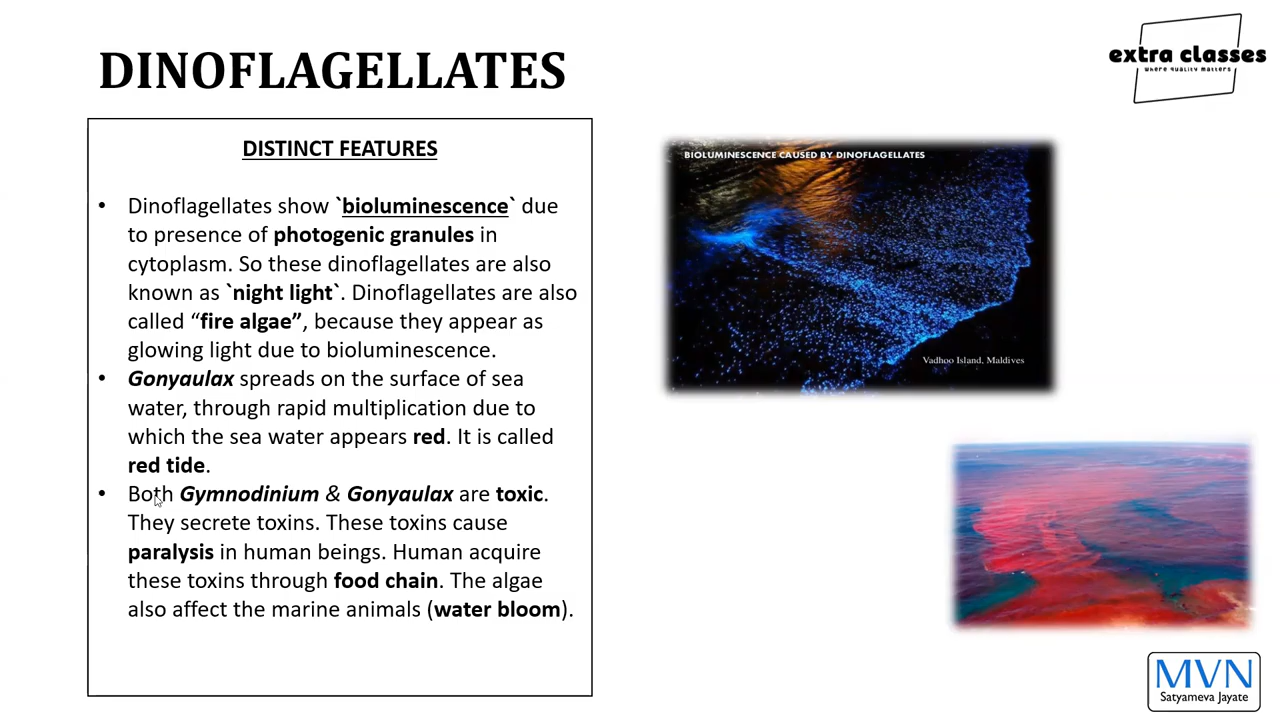 DINOFLAGELLATES
extra classes
where quality matters
DISTINCT FEATURES
• Dinoflagellates show `bioluminescence` due
to presence of photogenic granules in
cytoplasm. So these dinoflagellates are also
known as `night light`. Dinoflagellates are also
called “fire algae”, because they appear as
glowing light due to bioluminescence.
• Gonyaulax spreads on the surface of sea
water, through rapid multiplication due to
which the sea water appears red. It is called
red tide.
• Both Gymnodinium & Gonyaulax are toxic.
They secrete toxins. These toxins cause
paralysis in human beings. Human acquire
these toxins through food chain. The algae
also affect the marine animals (water bloom).
BIOLUMINESCENCE CAUSED BY DINOFLAGELLATES
Vadhoo Island, Maldives
MVN
Satyameva Jayate